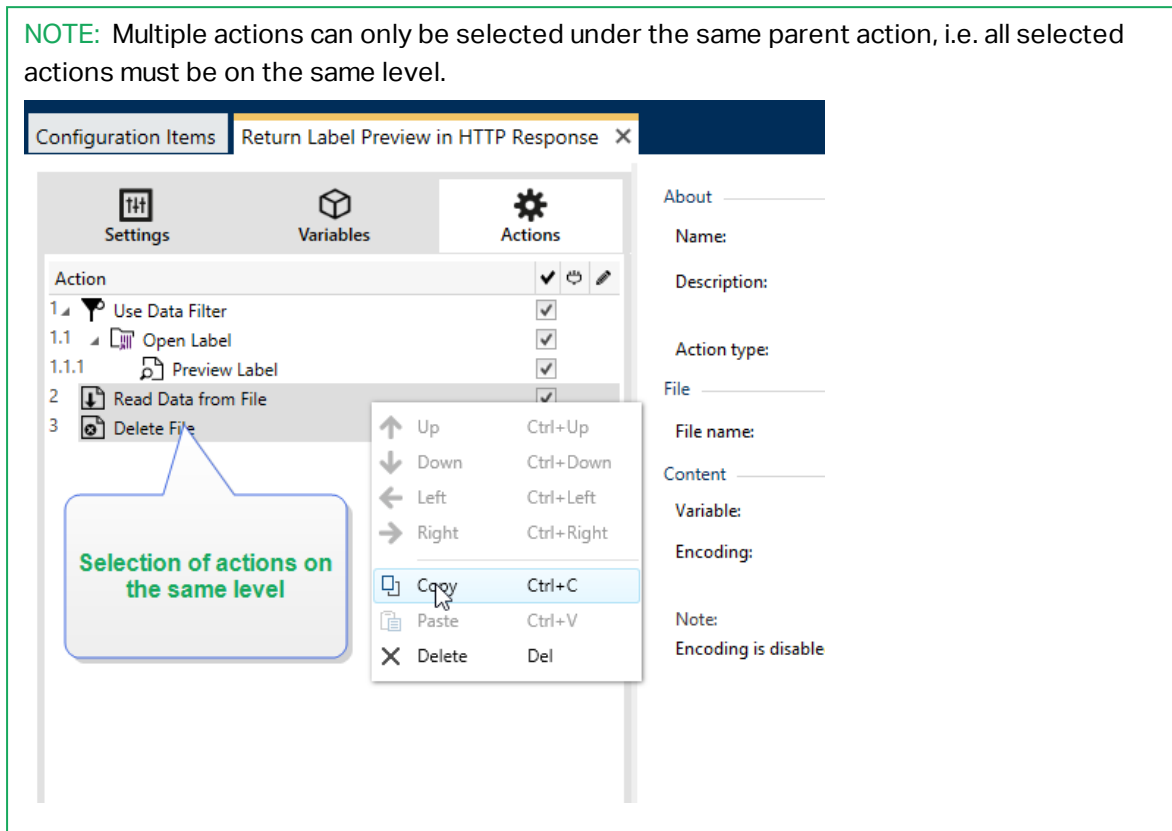 NOTE: Multiple actions can only be selected under the same parent action, i.e. all selected
actions must be on the same level.
Configuration Items Return Label Preview in HTTP Response
Settings Variables Actions
Action
1 Use Data Filter
1.1 Open Label
1.1.1 Preview Label
2 Read Data from File
3 Delete File
Selection of actions on
the same level
Up Ctrl+Up
Down Ctrl+Down
Left Ctrl+Left
Right Ctrl+Right
Copy Ctrl+C
Paste Ctrl+V
Delete Del
About
Name:
Description:
Action type:
File
File name:
Content
Variable:
Encoding:
Note:
Encoding is disable